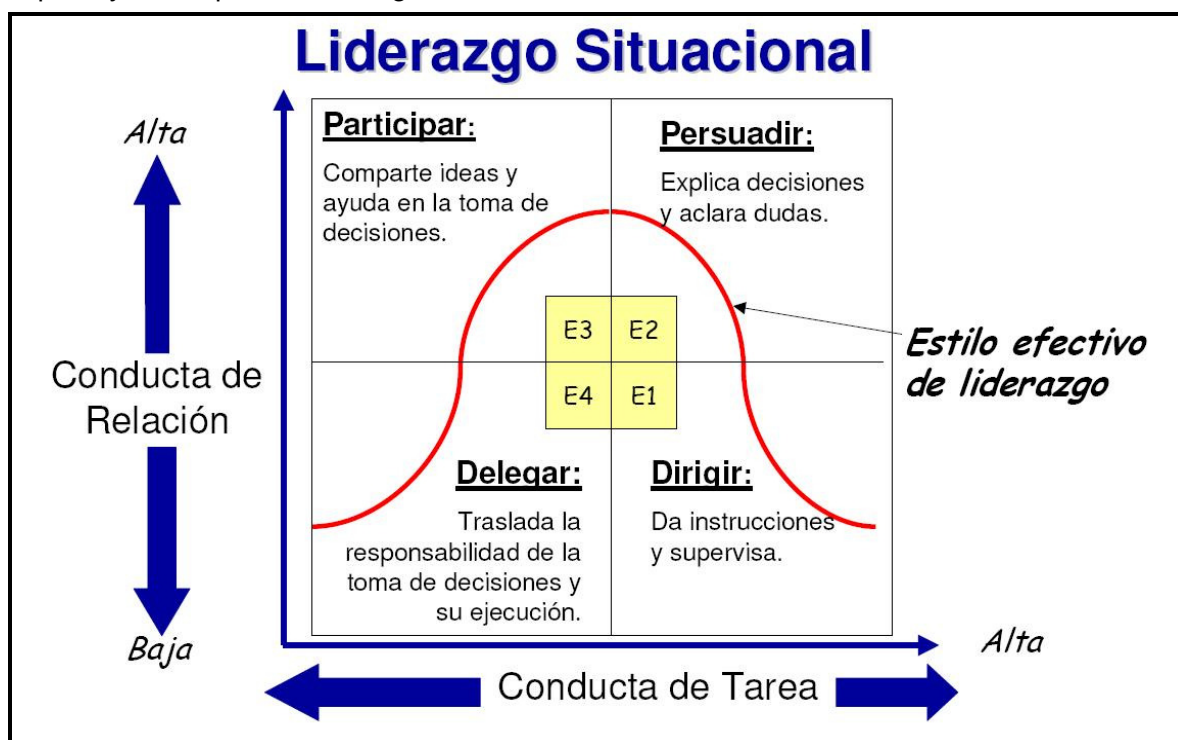 Liderazgo Situacional
Alta
Conducta de
Relación
Baja
Participar:
Comparte ideas y
ayuda en la toma de
decisiones.
Persuadir:
Explica decisiones
y aclara dudas.
E3
E2
E4
E1
Estilo efectivo
de liderazgo
Delegar:
Traslada la
responsabilidad de la
toma de decisiones y
su ejecución.
Dirigir:
Da instrucciones
y supervisa.
Alta
Conducta de Tarea